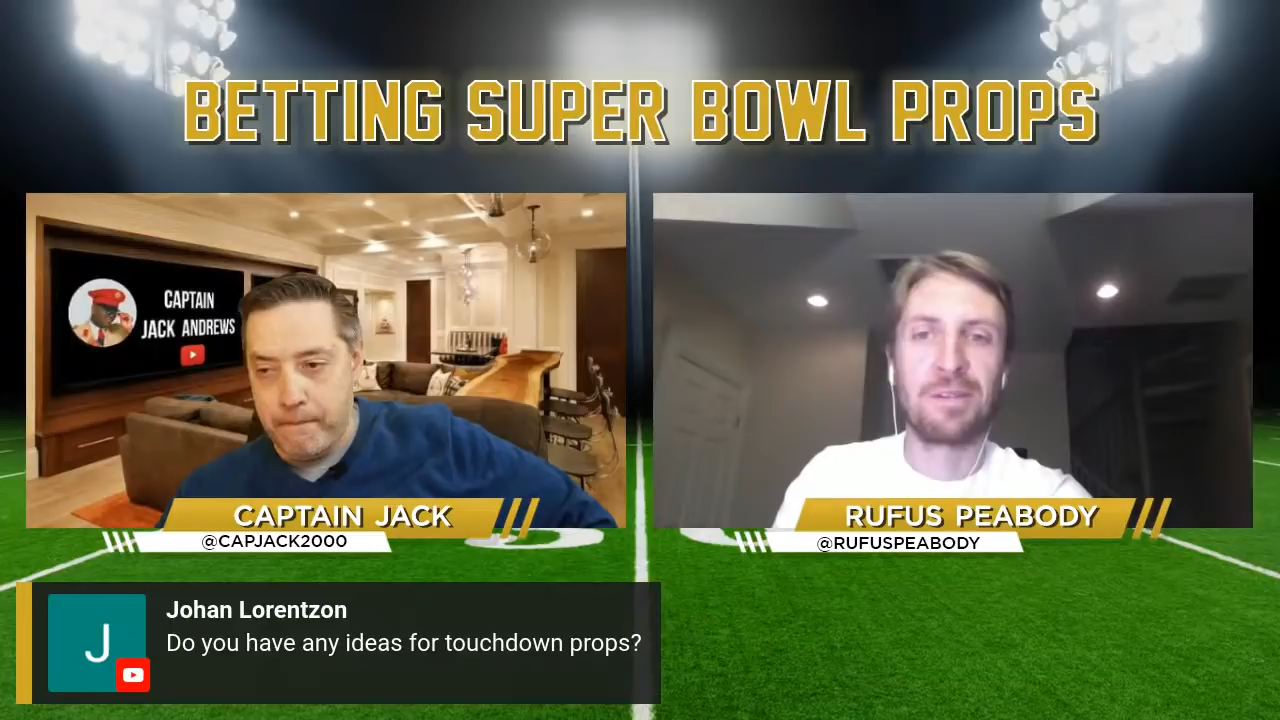 BETTING SUPER BOWL PROPS
CAPTAIN
JACK ANDREWS
CAPTAIN JACK
@CAPJACK2000
RUFUS PEABODY
@RUFUSPEABODY
J
Johan Lorentzon
Do you have any ideas for touchdown props?